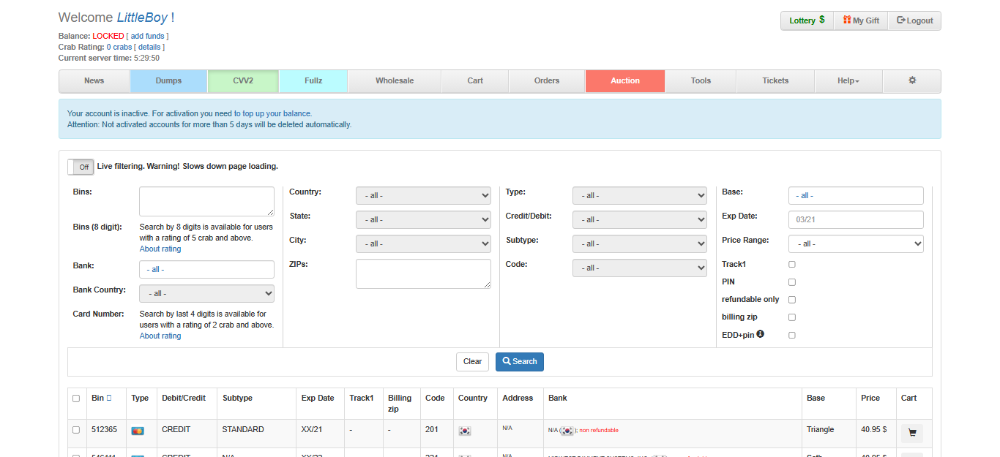 Welcome LittleBoy !
Lottery $ My Gift Logout
Balance: LOCKED [ add funds ]
Crab Rating: 0 crabs [ details ]
Current server time: 5:29:50
News Dumps CVV2 Fullz Wholesale Cart Orders Auction Tools Tickets Help
Your account is inactive. For activation you need to top up your balance.
Attention: Not activated accounts for more than 5 days will be deleted automatically.
Off Live filtering. Warning! Slows down page loading.
Bins:
Bins (8 digit): Search by 8 digits is available for users
with a rating of 5 crab and above.
About rating
Bank: - all -
Bank Country: - all -
Card Number: Search by last 4 digits is available for
users with a rating of 2 crab and above.
About rating
Country: - all -
State: - all -
City: - all -
ZIPs:
Type: - all -
Credit/Debit: - all -
Subtype: - all -
Code: - all -
Base: - all -
Exp Date: 03/21
Price Range: - all -
Track1
PIN
refundable only
billing zip
EDD+pin
Clear Search
Bin Type Debit/Credit Subtype Exp Date Track1 Billing zip Code Country Address Bank Base Price Cart
512365 CREDIT STANDARD XX/21 - - 201 N/A N/A ( ); non refundable Triangle 40.95 $